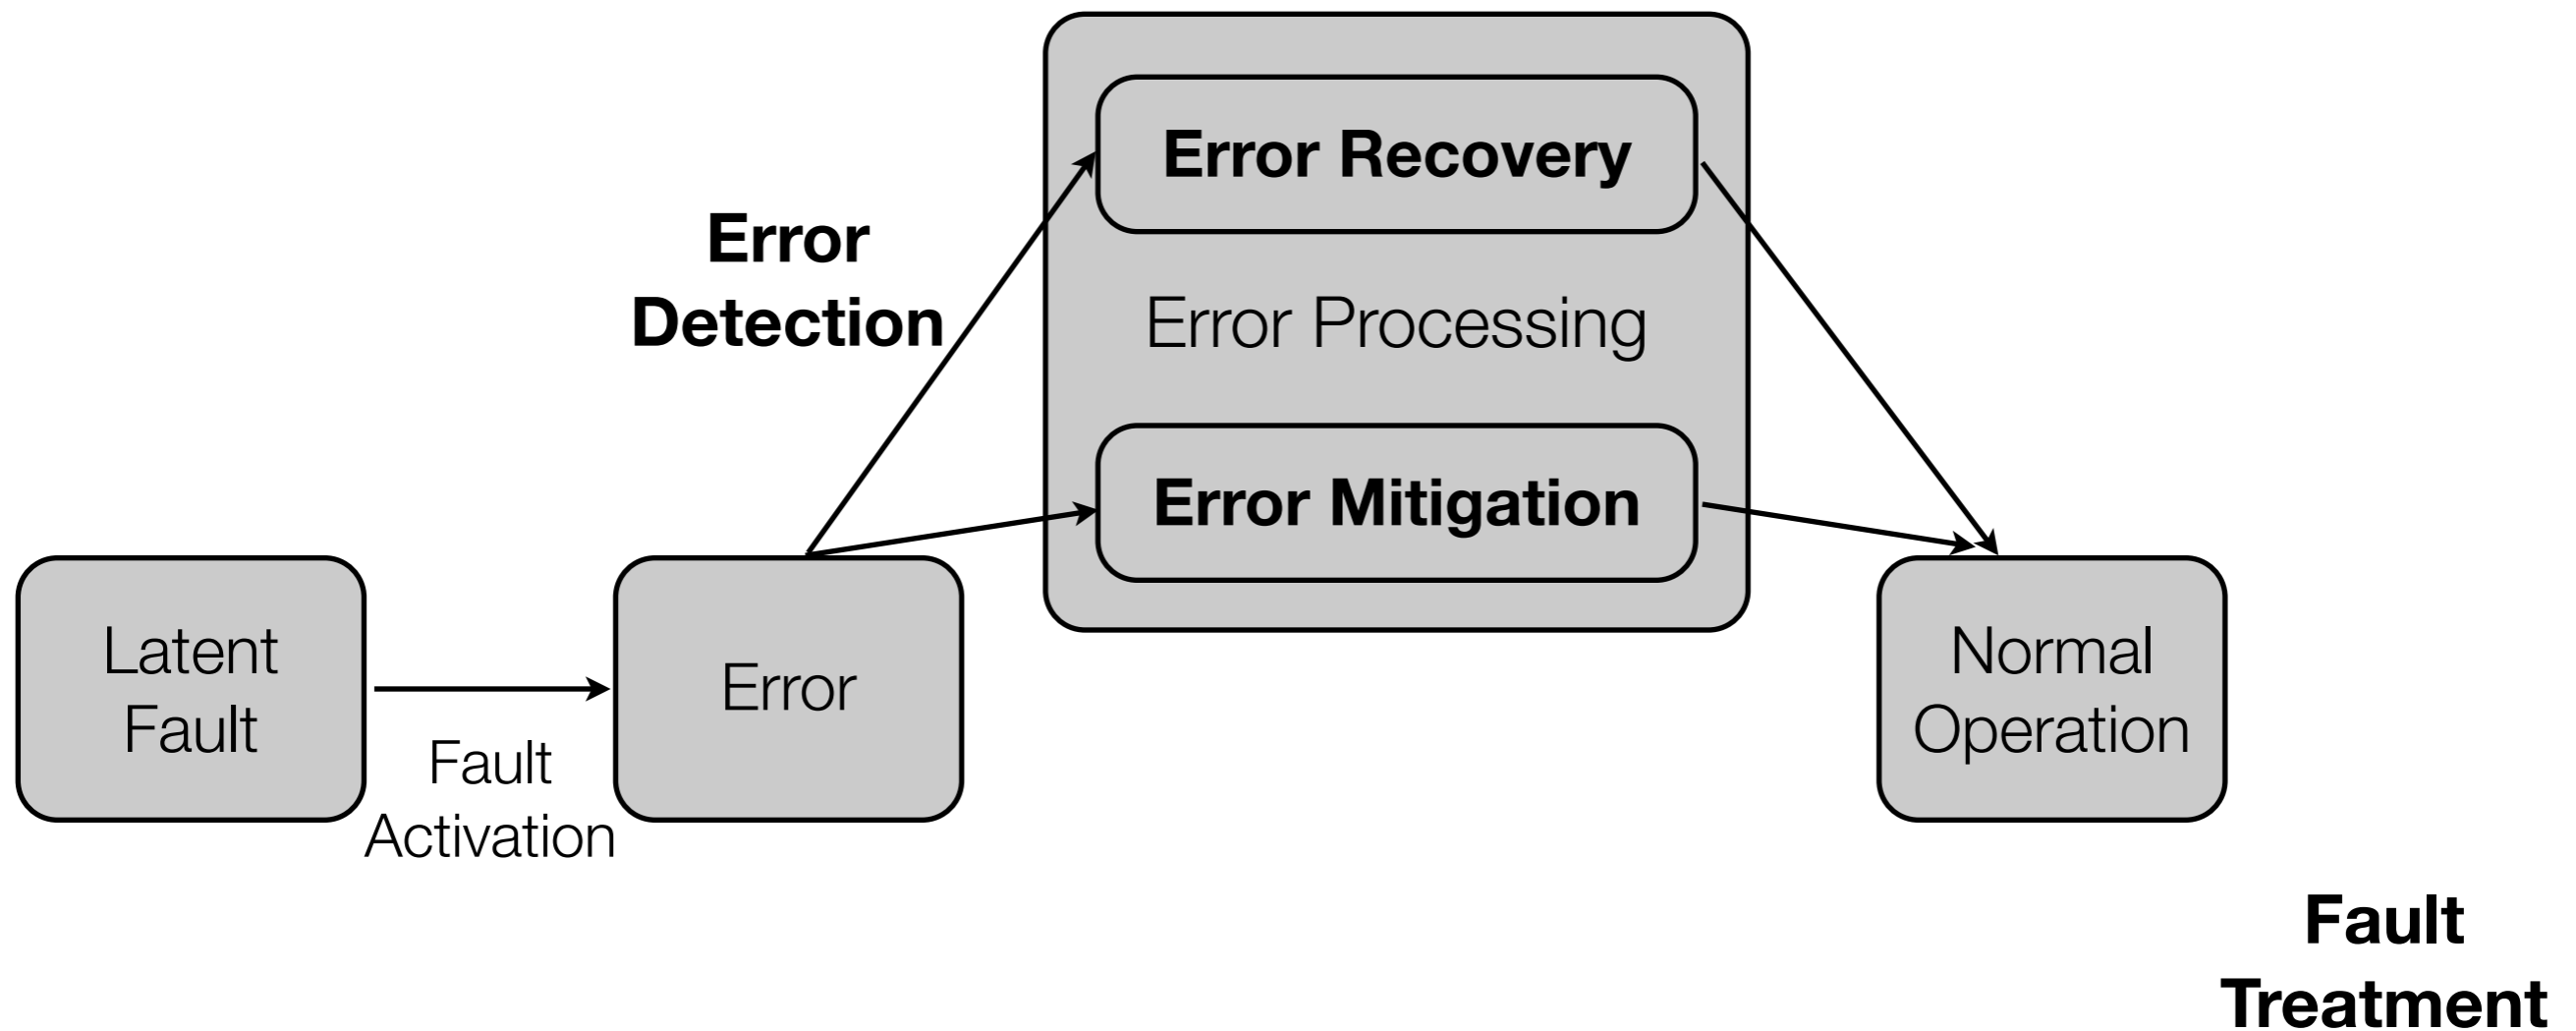 Error Recovery
Error
Detection
Error Processing
Error Mitigation
Latent
Fault
Fault
Activation
Error
Normal
Operation
Fault
Treatment